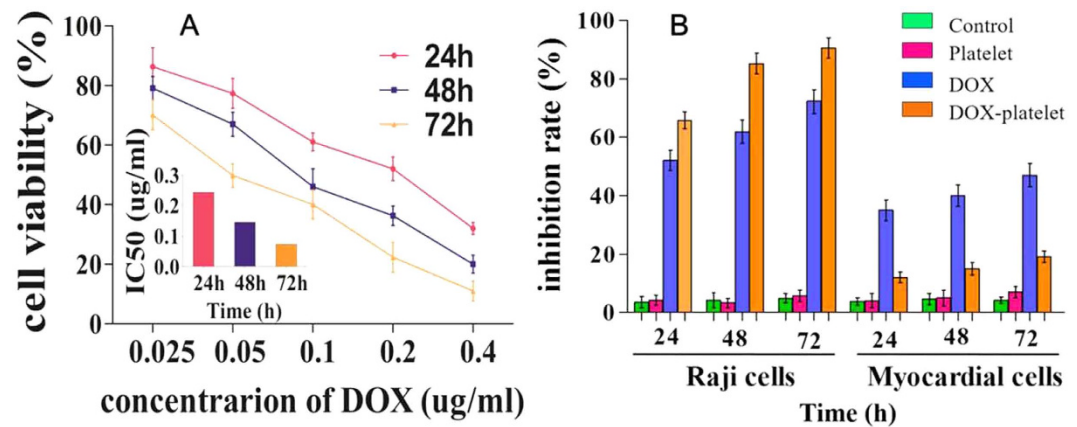 A
cell viability (%)
100
80
60
40
20
0
0.025 0.05 0.1 0.2 0.4
concentrarion of DOX (ug/ml)
24h
48h
72h
IC50 (ug/ml)
0.3
0.2
0.1
0.0
24h 48h 72h
Time (h)
B
inhibition rate (%)
100
80
60
40
20
0
Control
Platelet
DOX
DOX-platelet
24 48 72 24 48 72
Raji cells Myocardial cells
Time (h)